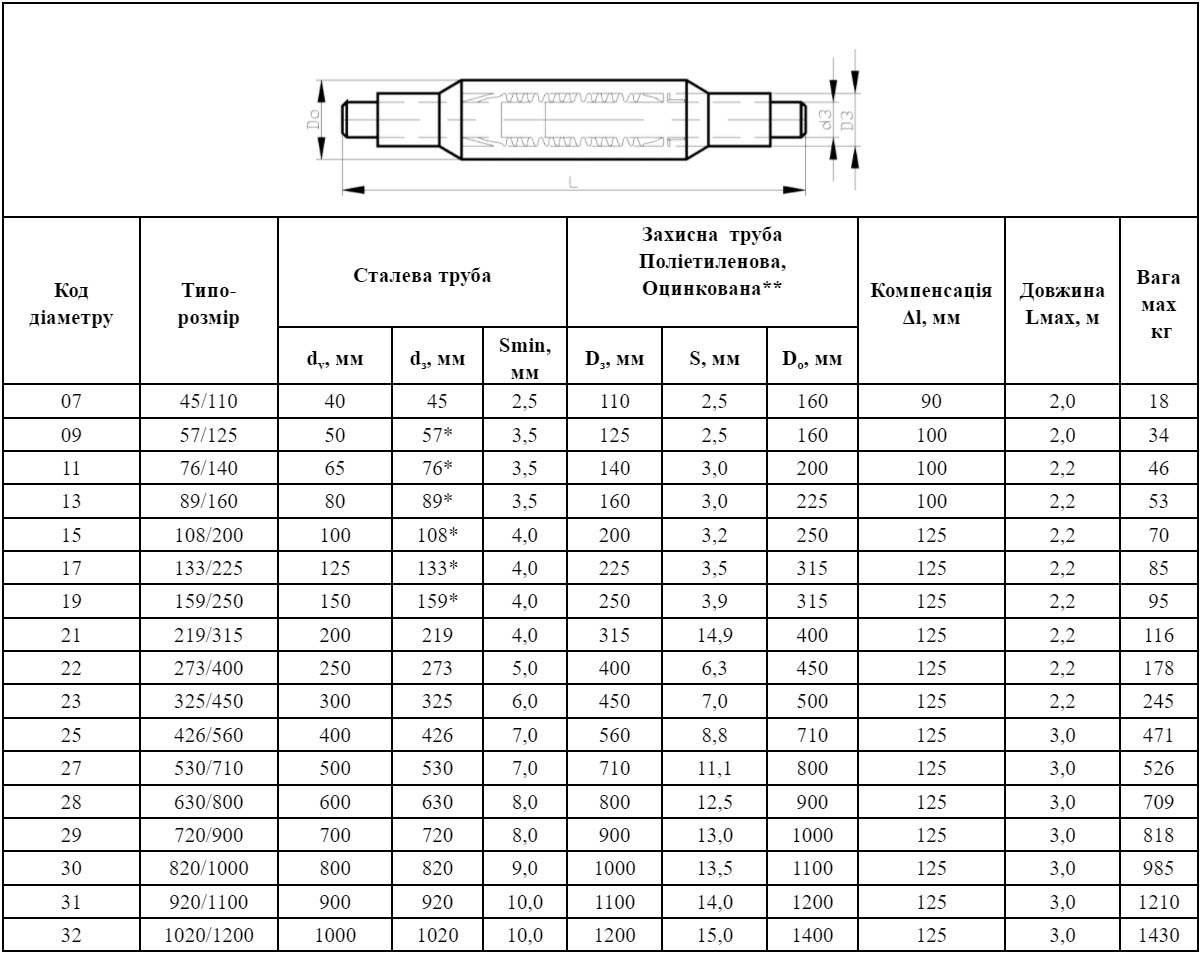 Do
L
d3
D3
Код діаметру
Типо-розмір
Сталева труба
Захисна труба
Поліетиленова,
Оцинкована**
Компенсація
Δl, мм
Довжина
Lмах, м
Вага
мах
кг
dᵥ, мм
d₃, мм
Smin,
мм
D₃, мм
S, мм
Dₒ, мм
07 45/110 40 45 2,5 110 2,5 160 90 2,0 18
09 57/125 50 57* 3,5 125 2,5 160 100 2,0 34
11 76/140 65 76* 3,5 140 3,0 200 100 2,2 46
13 89/160 80 89* 3,5 160 3,0 225 100 2,2 53
15 108/200 100 108* 4,0 200 3,2 250 125 2,2 70
17 133/225 125 133* 4,0 225 3,5 315 125 2,2 85
19 159/250 150 159* 4,0 250 3,9 315 125 2,2 95
21 219/315 200 219 4,0 315 14,9 400 125 2,2 116
22 273/400 250 273 5,0 400 6,3 450 125 2,2 178
23 325/450 300 325 6,0 450 7,0 500 125 2,2 245
25 426/560 400 426 7,0 560 8,8 710 125 3,0 471
27 530/710 500 530 7,0 710 11,1 800 125 3,0 526
28 630/800 600 630 8,0 800 12,5 900 125 3,0 709
29 720/900 700 720 8,0 900 13,0 1000 125 3,0 818
30 820/1000 800 820 9,0 1000 13,5 1100 125 3,0 985
31 920/1100 900 920 10,0 1100 14,0 1200 125 3,0 1210
32 1020/1200 1000 1020 10,0 1200 15,0 1400 125 3,0 1430